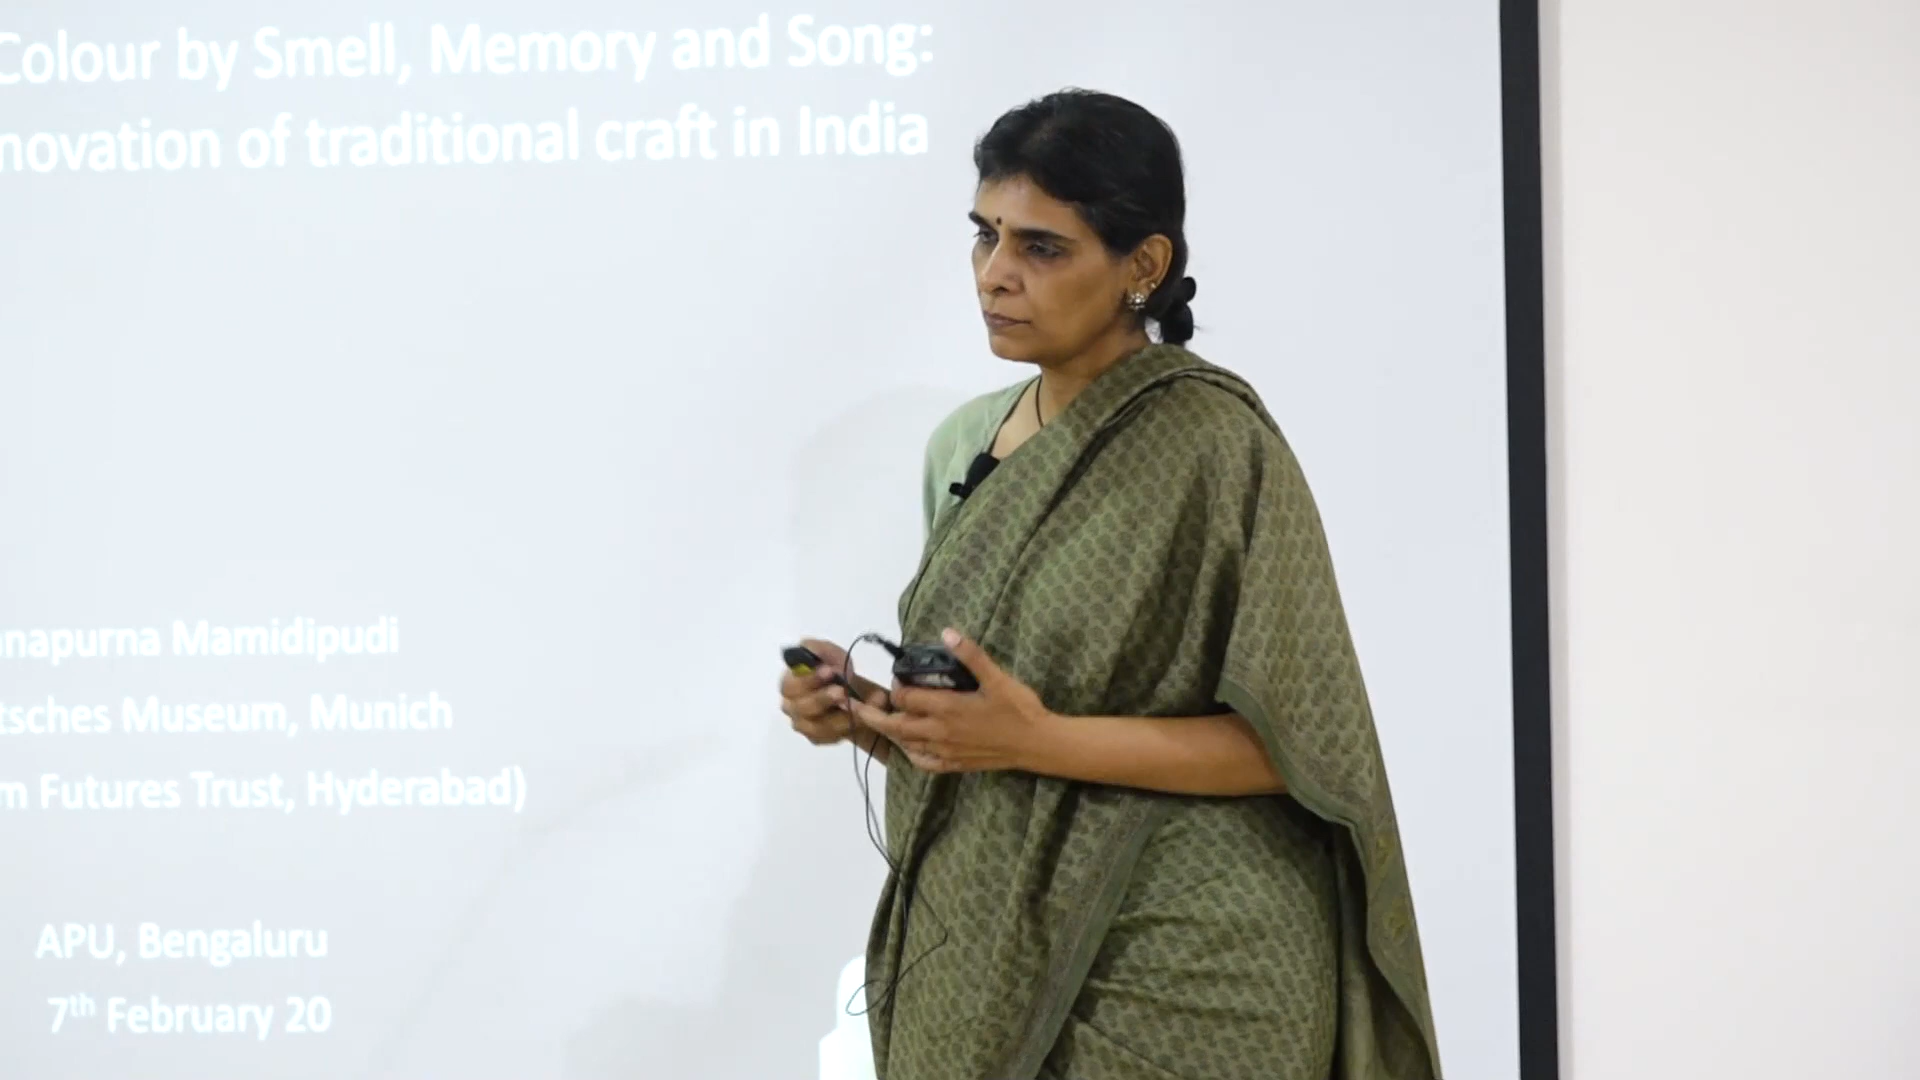 Colour by Smell, Memory and Song:
novation of traditional craft in India
napurna Mamidipudi
tsches Museum, Munich
m Futures Trust, Hyderabad)
APU, Bengaluru
7th February 20